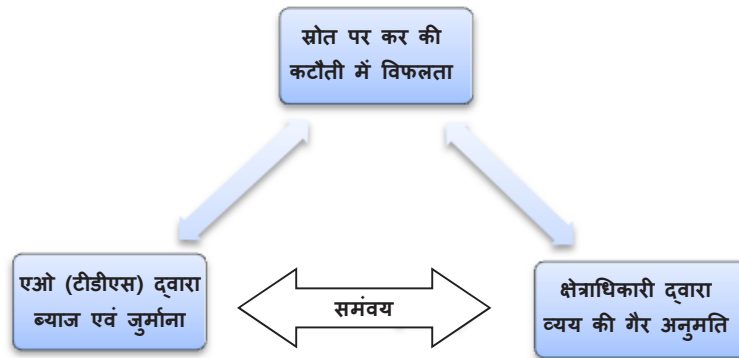 स्रोत पर कर की
कटौती में विफलता
एओ (टीडीएस) द्वारा
ब्याज एवं जुर्माना
समंवय
क्षेत्राधिकारी द्वारा
व्यय की गैर अनुमति